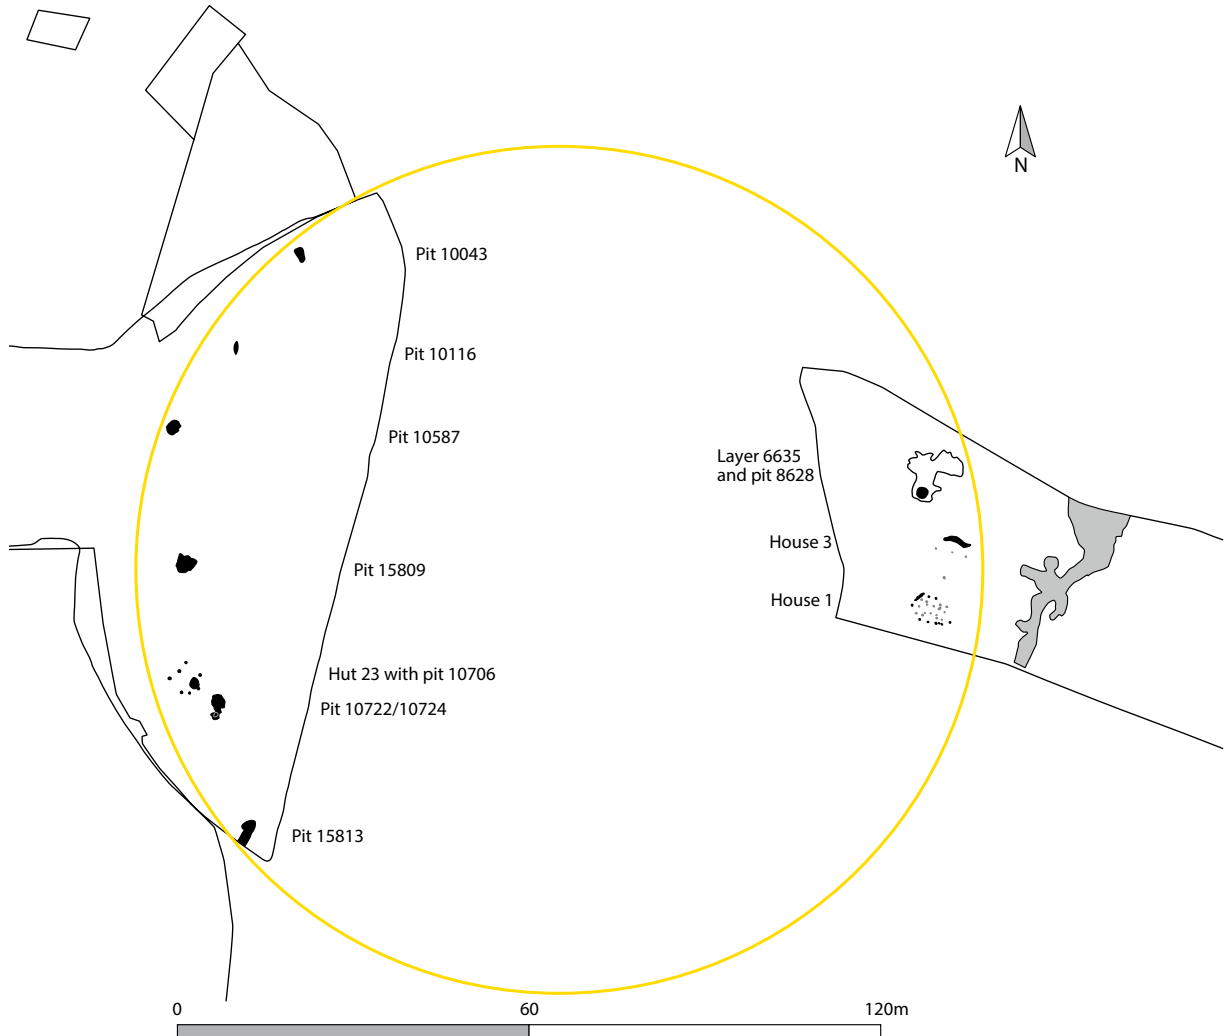 N
Pit 10043
Pit 10116
Pit 10587
Layer 6635
and pit 8628
House 3
Pit 15809
House 1
Hut 23 with pit 10706
Pit 10722/10724
Pit 15813
0 60 120m